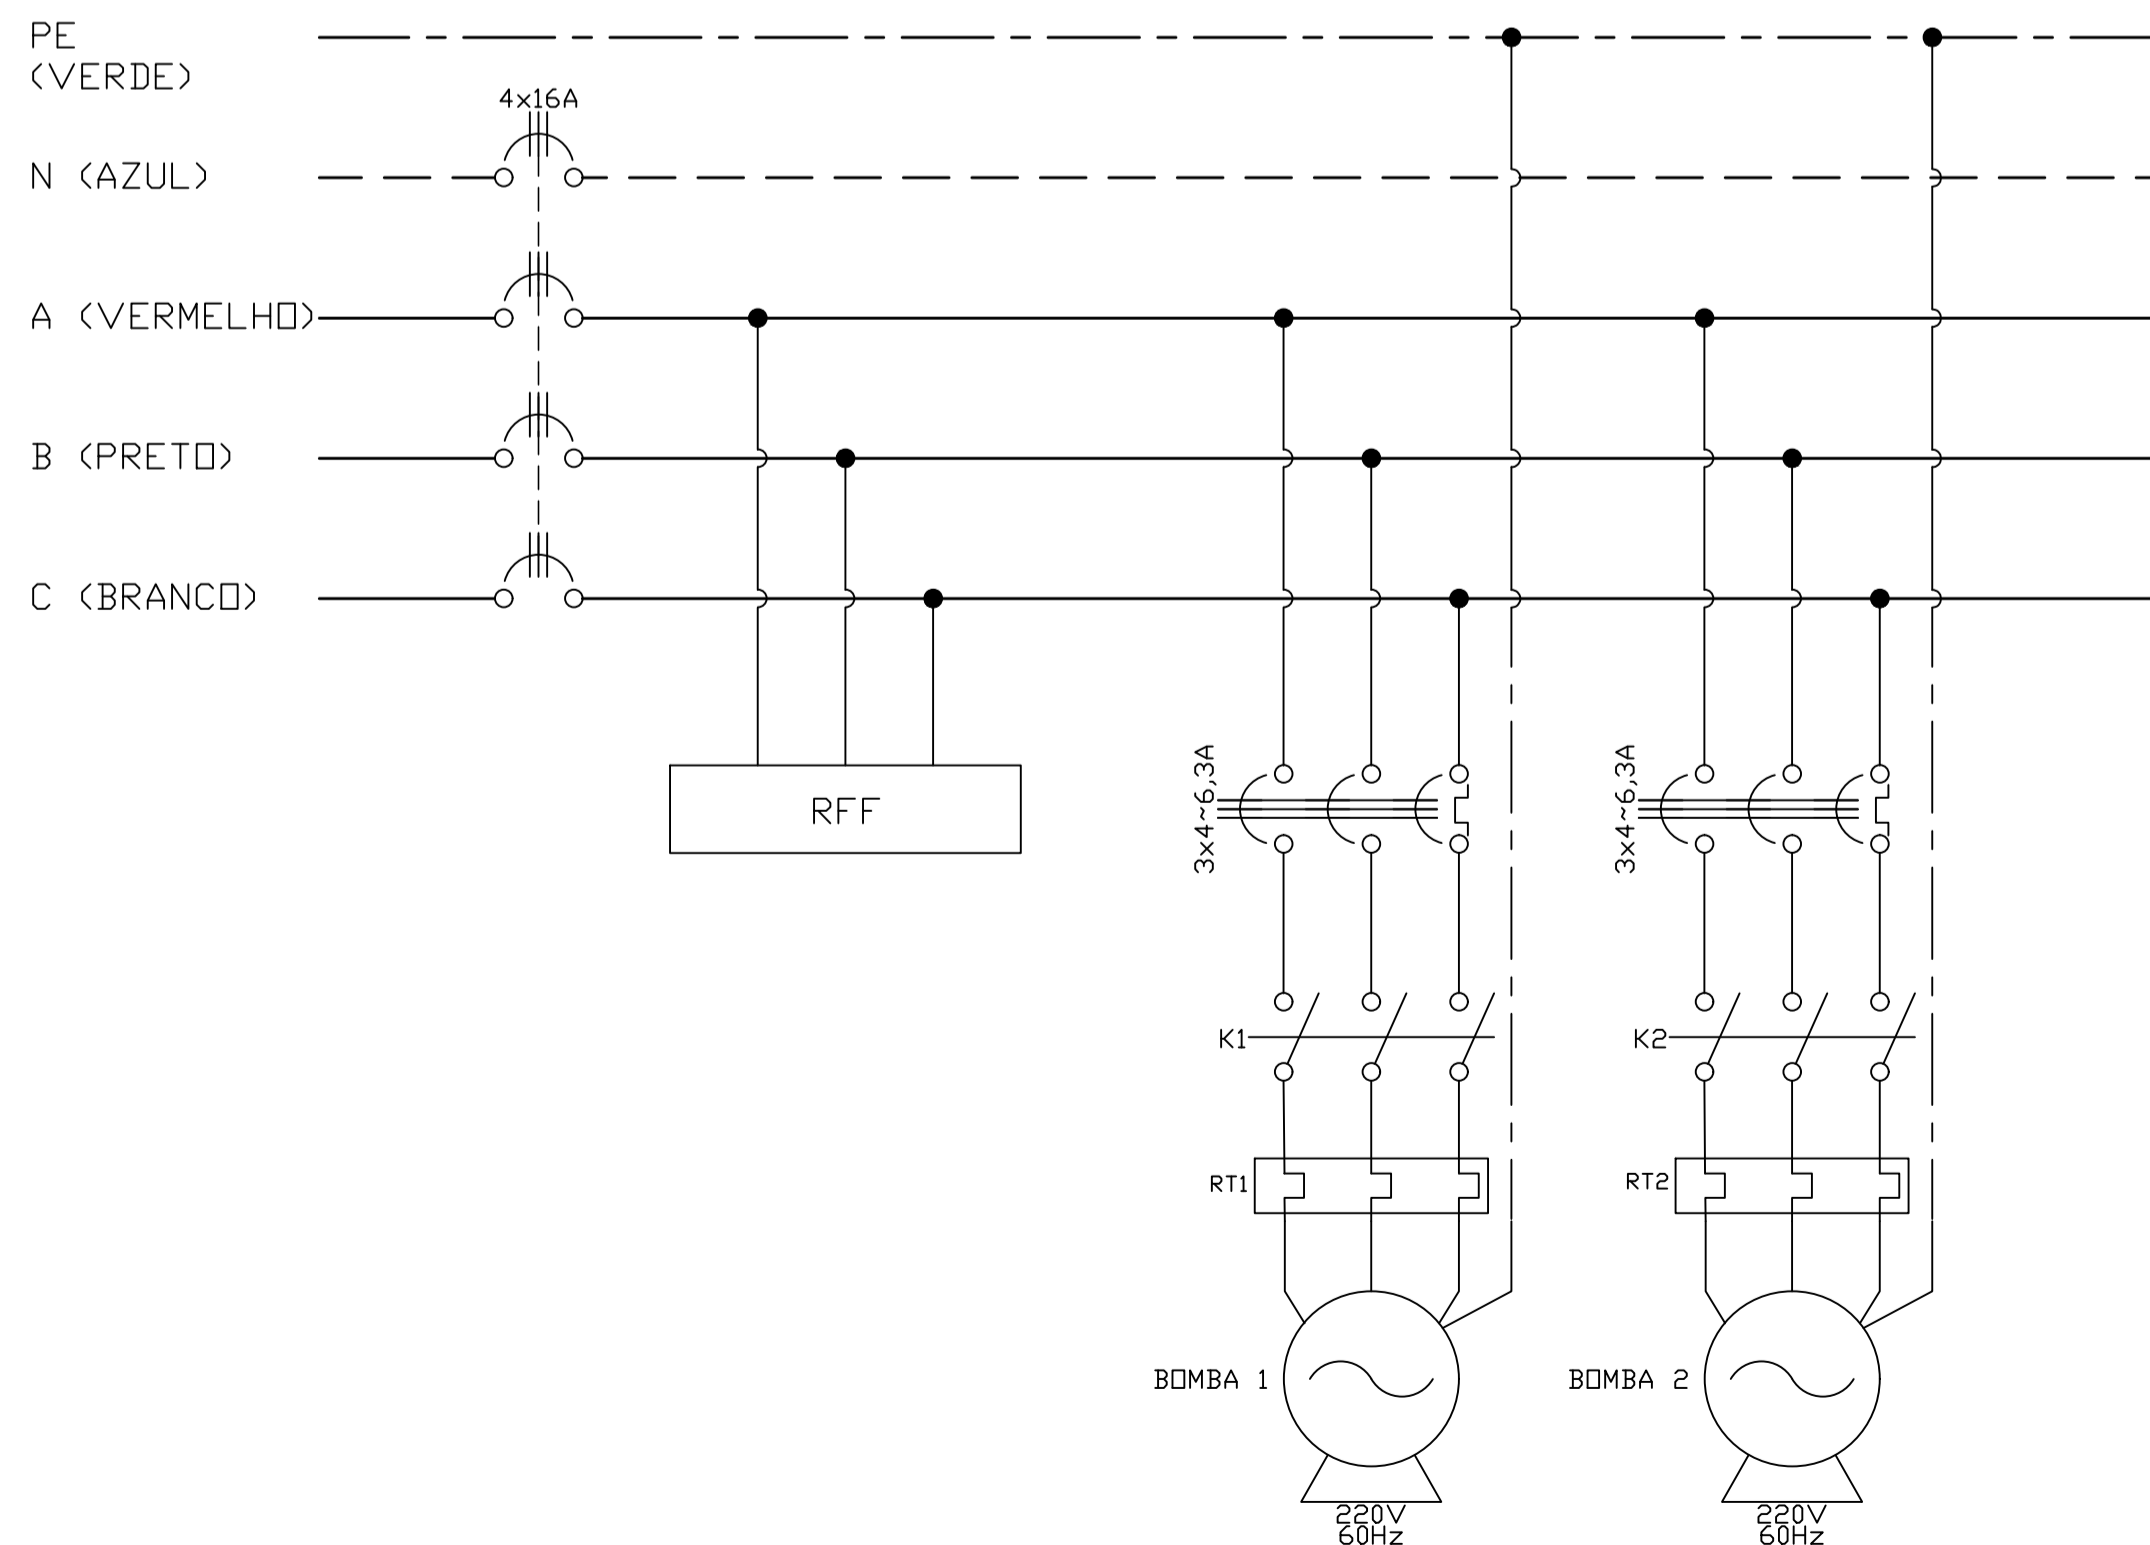 PE
(VERDE)
4x16A
N (AZUL)
A (VERMELHO)
B (PRETO)
C (BRANCO)
RFF
3x4~6,3A
3x4~6,3A
K1
K2
RT1
RT2
BOMBA 1
BOMBA 2
220V
60Hz
220V
60Hz